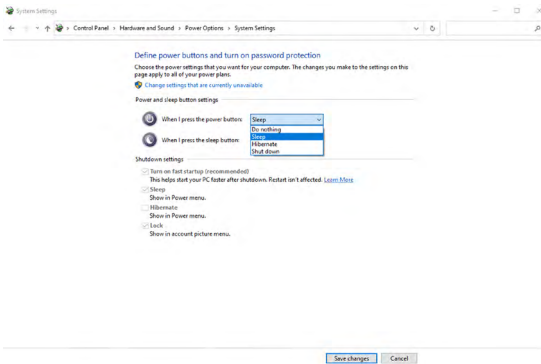 System Settings
Control Panel > Hardware and Sound > Power Options > System Settings
Define power buttons and turn on password protection
Choose the power settings that you want for your computer. The changes you make to the settings on this
page apply to all of your power plans.
Change settings that are currently unavailable
Power and sleep button settings
When I press the power button: Sleep
Do nothing
Sleep
When I press the sleep button: Hibernate
Shut down
Shutdown settings
Turn on fast startup (recommended)
This helps start your PC faster after shutdown. Restart isn't affected. Learn More
Sleep
Show in Power menu.
Hibernate
Show in Power menu.
Lock
Show in account picture menu.
Save changes Cancel